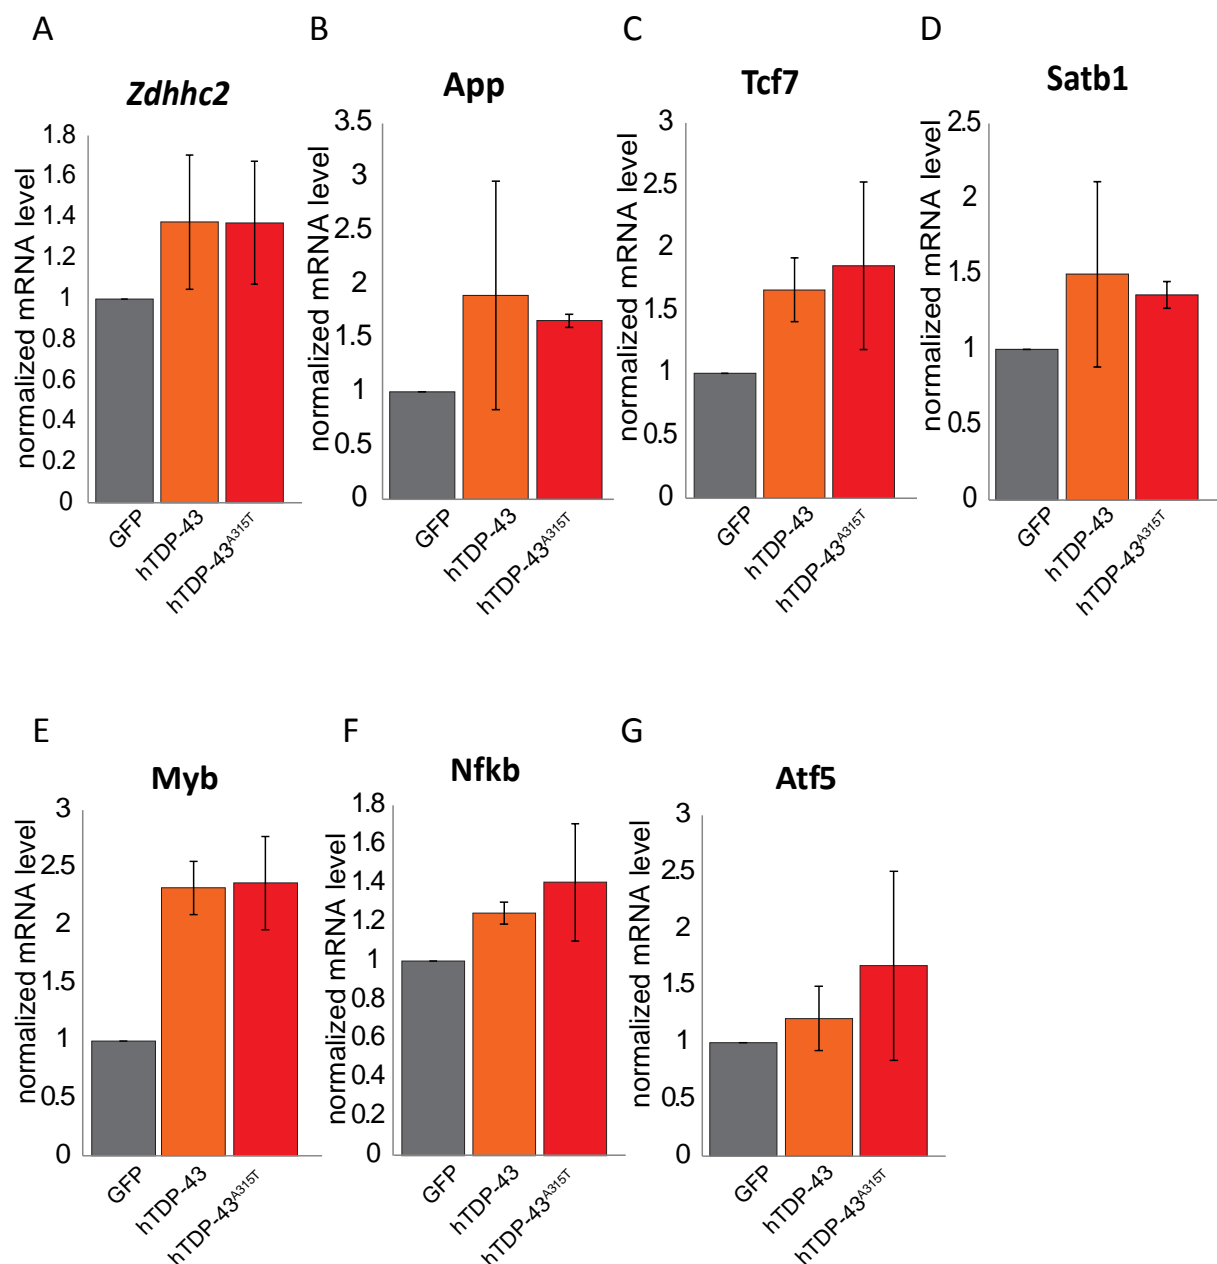 A
Zdhhc2
normalized mRNA level
1.8
1.6
1.4
1.2
1
0.8
0.6
0.4
0.2
0
GFP
hTDP-43
hTDP-43A315T
B
App
normalized mRNA level
3.5
3
2.5
2
1.5
1
0.5
0
GFP
hTDP-43
hTDP-43A315T
C
Tcf7
normalized mRNA level
3
2.5
2
1.5
1
0.5
0
GFP
hTDP-43
hTDP-43A315T
D
Satb1
normalized mRNA level
2.5
2
1.5
1
0.5
0
GFP
hTDP-43
hTDP-43A315T
E
Myb
normalized mRNA level
3
2.5
2
1.5
1
0.5
0
GFP
hTDP-43
hTDP-43A315T
F
Nfkb
normalized mRNA level
1.8
1.6
1.4
1.2
1
0.8
0.6
0.4
0.2
0
GFP
hTDP-43
hTDP-43A315T
G
Atf5
normalized mRNA level
3
2.5
2
1.5
1
0.5
0
GFP
hTDP-43
hTDP-43A315T